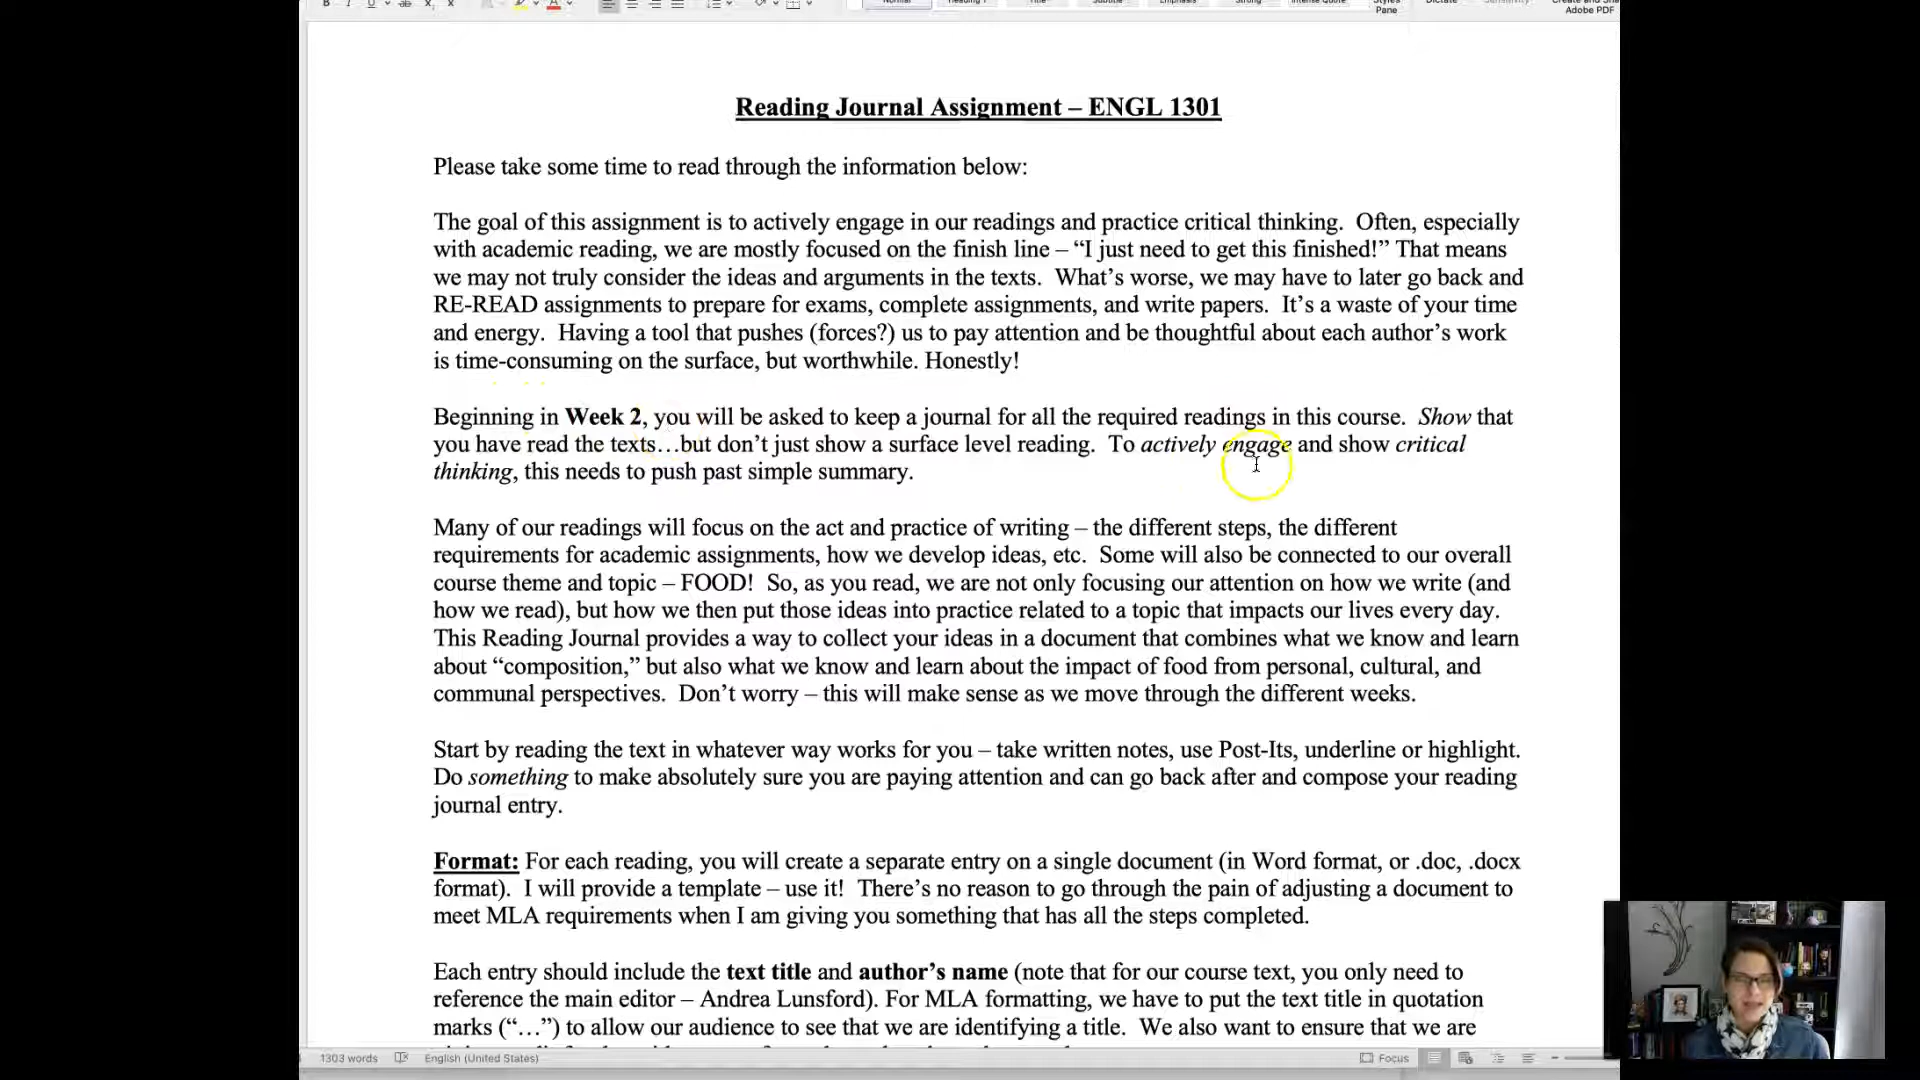 Styles
Pane
Adobe PDF
Reading Journal Assignment – ENGL 1301
Please take some time to read through the information below:
The goal of this assignment is to actively engage in our readings and practice critical thinking.  Often, especially
with academic reading, we are mostly focused on the finish line – “I just need to get this finished!” That means
we may not truly consider the ideas and arguments in the texts.  What’s worse, we may have to later go back and
RE-READ assignments to prepare for exams, complete assignments, and write papers.  It’s a waste of your time
and energy.  Having a tool that pushes (forces?) us to pay attention and be thoughtful about each author’s work
is time-consuming on the surface, but worthwhile. Honestly!
Beginning in Week 2, you will be asked to keep a journal for all the required readings in this course.  Show that
you have read the texts…but don’t just show a surface level reading.  To actively engage and show critical
thinking, this needs to push past simple summary.
Many of our readings will focus on the act and practice of writing – the different steps, the different
requirements for academic assignments, how we develop ideas, etc.  Some will also be connected to our overall
course theme and topic – FOOD!  So, as you read, we are not only focusing our attention on how we write (and
how we read), but how we then put those ideas into practice related to a topic that impacts our lives every day.
This Reading Journal provides a way to collect your ideas in a document that combines what we know and learn
about “composition,” but also what we know and learn about the impact of food from personal, cultural, and
communal perspectives.  Don’t worry – this will make sense as we move through the different weeks.
Start by reading the text in whatever way works for you – take written notes, use Post-Its, underline or highlight.
Do something to make absolutely sure you are paying attention and can go back after and compose your reading
journal entry.
Format: For each reading, you will create a separate entry on a single document (in Word format, or .doc, .docx
format).  I will provide a template – use it!  There’s no reason to go through the pain of adjusting a document to
meet MLA requirements when I am giving you something that has all the steps completed.
Each entry should include the text title and author’s name (note that for our course text, you only need to
reference the main editor – Andrea Lunsford). For MLA formatting, we have to put the text title in quotation
marks (“…”) to allow our audience to see that we are identifying a title.  We also want to ensure that we are
1303 words
English (United States)
Focus